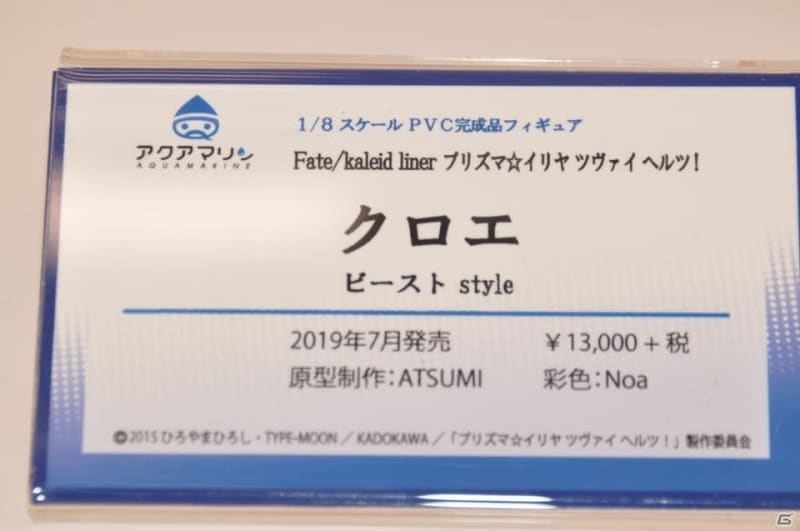 アクアマリン
AQUAMARINE
1/8 スケール PVC完成品フィギュア
Fate/kaleid liner プリズマ☆イリヤ ツヴァイ ヘルツ!
クロエ
ビースト style
2019年7月発売 ¥13,000+税
原型制作:ATSUMI 彩色:Noa
©2015 ひろやまひろし・TYPE-MOON/KADOKAWA/「プリズマ☆イリヤ ツヴァイ ヘルツ!」製作委員会